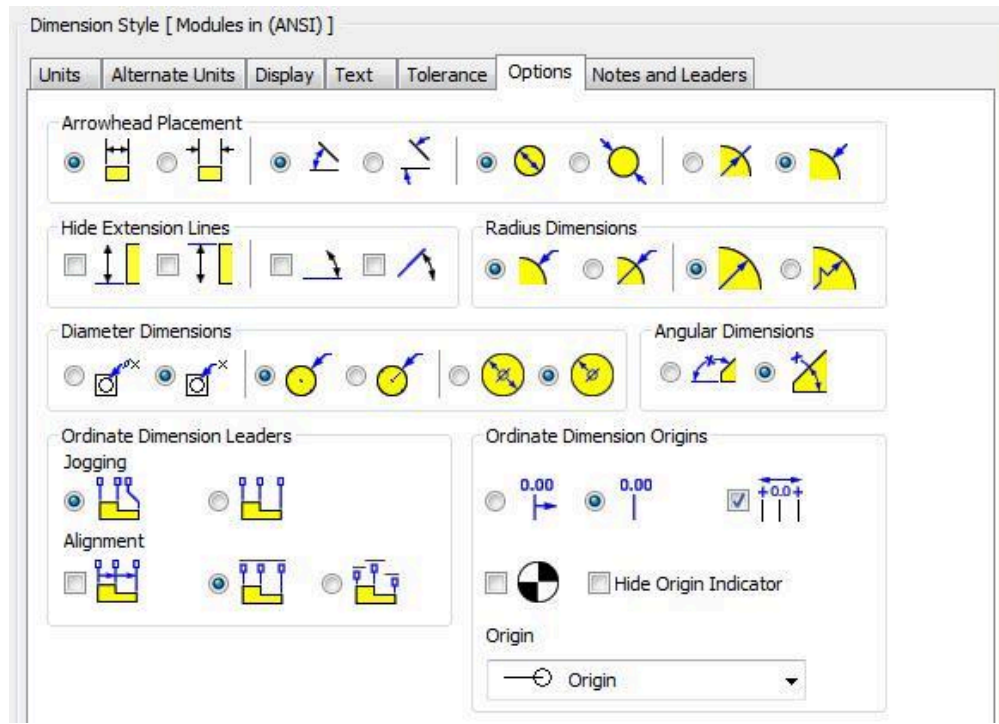 Dimension Style [ Modules in (ANSI) ]
Units Alternate Units Display Text Tolerance Options Notes and Leaders
Arrowhead Placement
Hide Extension Lines
Radius Dimensions
Diameter Dimensions
Angular Dimensions
Ordinate Dimension Leaders
Jogging
Alignment
Ordinate Dimension Origins
0.00 0.00 +0.0+
Hide Origin Indicator
Origin
Origin